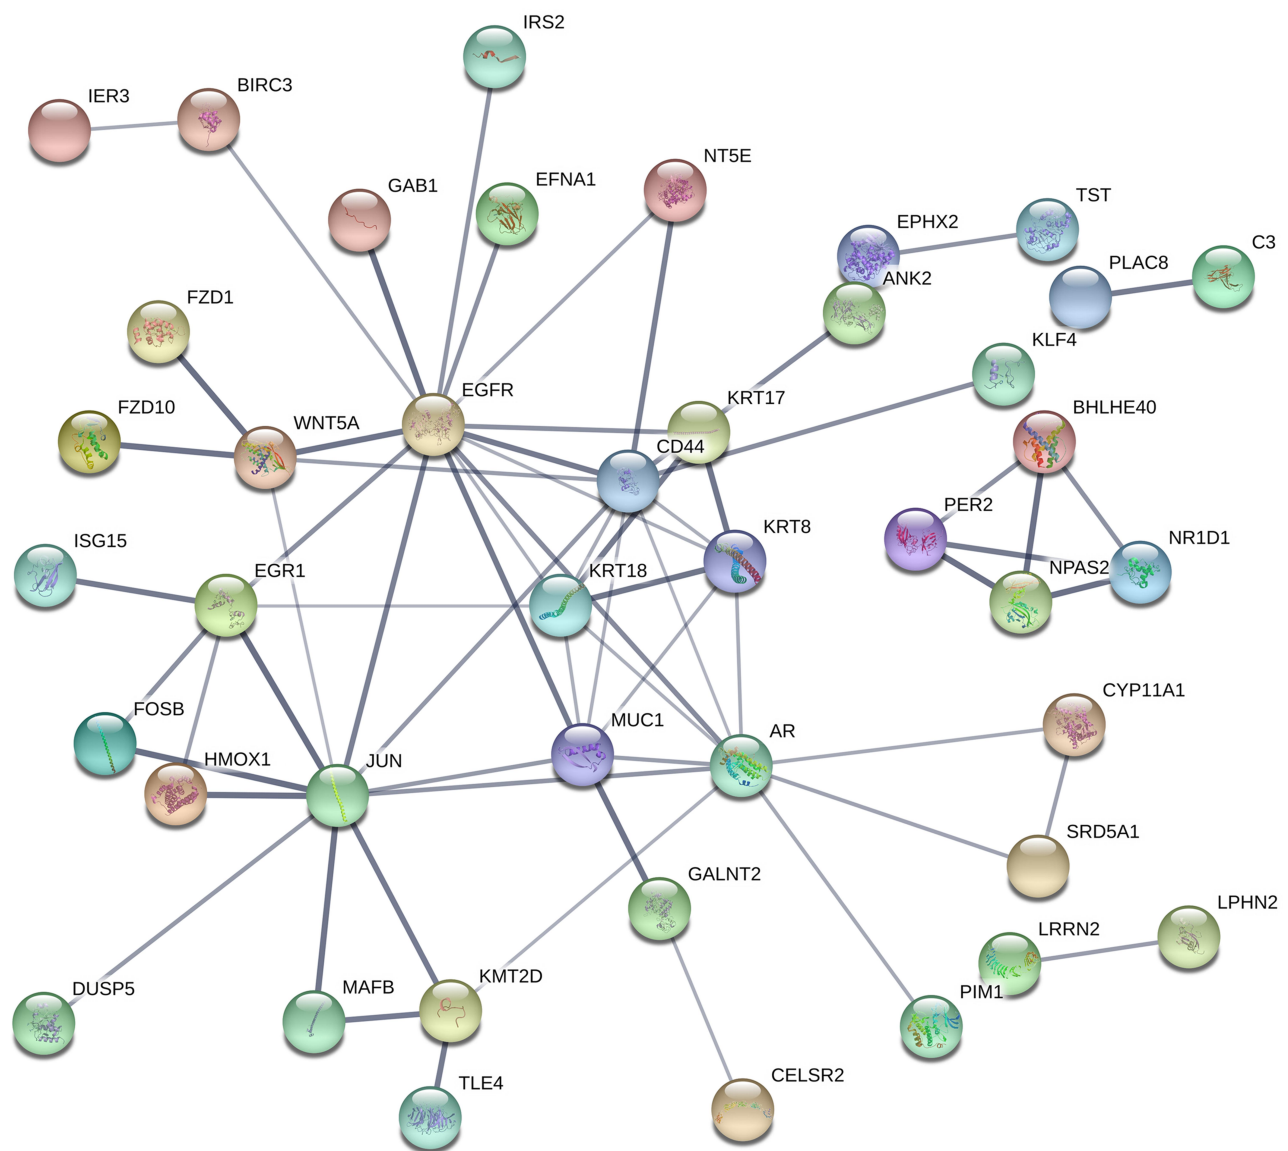 IRS2
BIRC3
IER3
NT5E
EFNA1
GAB1
TST
EPHX2
C3
PLAC8
ANK2
FZD1
KLF4
EGFR
KRT17
FZD10
BHLHE40
WNT5A
CD44
PER2
KRT8
NR1D1
ISG15
NPAS2
EGR1
KRT18
CYP11A1
FOSB
MUC1
AR
HMOX1
JUN
SRD5A1
GALNT2
LPHN2
LRRN2
KMT2D
DUSP5
MAFB
PIM1
CELSR2
TLE4